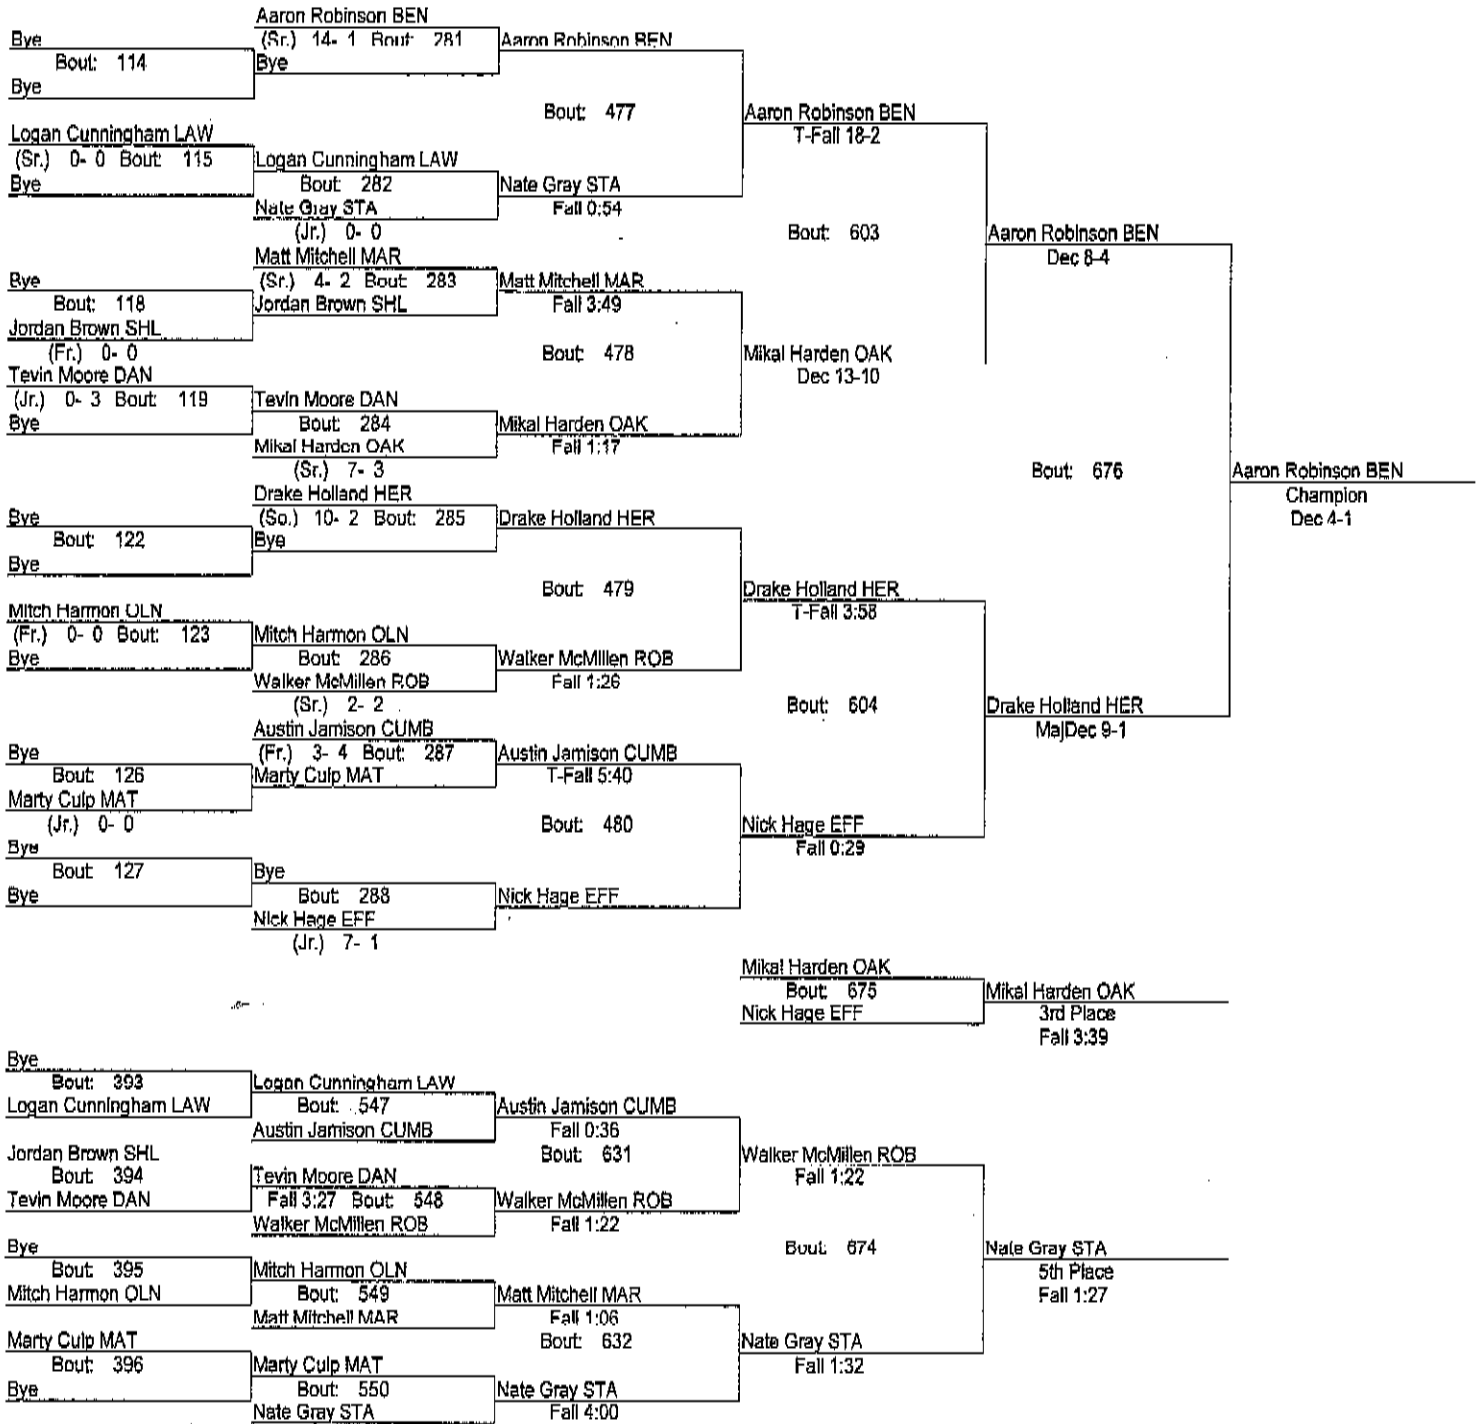 Aaron Robinson BEN
Bye
(Sr.) 14- 1 Bout: 281
Aaron Robinson BEN
Bout: 114
Bye
Bye
Bout: 477
Aaron Robinson BEN
T-Fall 18-2
Logan Cunningham LAW
(Sr.) 0- 0 Bout: 115
Logan Cunningham LAW
Bye
Bout: 282
Nate Gray STA
Nate Gray STA
Fall 0:54
(Jr.) 0- 0
Bout: 603
Aaron Robinson BEN
Dec 8-4
Matt Mitchell MAR
Bye
(Sr.) 4- 2 Bout: 283
Matt Mitchell MAR
Bout: 118
Jordan Brown SHL
Fall 3:49
Jordan Brown SHL
(Fr.) 0- 0
Bout: 478
Mikal Harden OAK
Dec 13-10
Tevin Moore DAN
(Jr.) 0- 3 Bout: 119
Tevin Moore DAN
Bye
Bout: 284
Mikal Harden OAK
Mikal Harden OAK
Fall 1:17
(Sr.) 7- 3
Bout: 676
Aaron Robinson BEN
Champion
Dec 4-1
Drake Holland HER
Bye
(So.) 10- 2 Bout: 285
Drake Holland HER
Bout: 122
Bye
Bye
Bout: 479
Drake Holland HER
T-Fall 3:58
Mitch Harmon OLN
(Fr.) 0- 0 Bout: 123
Mitch Harmon OLN
Bye
Bout: 286
Walker McMillen ROB
Walker McMillen ROB
Fall 1:26
(Sr.) 2- 2
Bout: 604
Drake Holland HER
MajDec 9-1
Austin Jamison CUMB
Bye
(Fr.) 3- 4 Bout: 287
Austin Jamison CUMB
Bout: 126
Marty Culp MAT
T-Fall 5:40
Marty Culp MAT
(Jr.) 0- 0
Bout: 480
Nick Hage EFF
Fall 0:29
Bye
Bout: 127
Bye
Bye
Bout: 288
Nick Hage EFF
Nick Hage EFF
(Jr.) 7- 1
Mikal Harden OAK
Bout: 675
Mikal Harden OAK
Nick Hage EFF
3rd Place
Fall 3:39
Bye
Bout: 393
Logan Cunningham LAW
Logan Cunningham LAW
Bout: 547
Austin Jamison CUMB
Austin Jamison CUMB
Fall 0:36
Jordan Brown SHL
Bout: 631
Walker McMillen ROB
Bout: 394
Tevin Moore DAN
Fall 1:22
Tevin Moore DAN
Fall 3:27 Bout: 548
Walker McMillen ROB
Walker McMillen ROB
Fall 1:22
Bye
Bout: 674
Nate Gray STA
Bout: 395
Mitch Harmon OLN
5th Place
Mitch Harmon OLN
Bout: 549
Matt Mitchell MAR
Fall 1:27
Matt Mitchell MAR
Fall 1:06
Marty Culp MAT
Bout: 632
Nate Gray STA
Bout: 396
Marty Culp MAT
Fall 1:32
Bye
Bout: 550
Nate Gray STA
Nate Gray STA
Fall 4:00